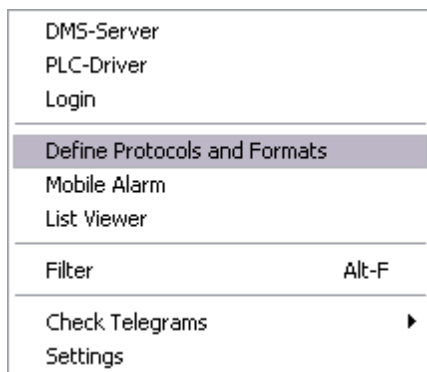 DMS-Server
PLC-Driver
Login
Define Protocols and Formats
Mobile Alarm
List Viewer
Filter Alt-F
Check Telegrams
Settings